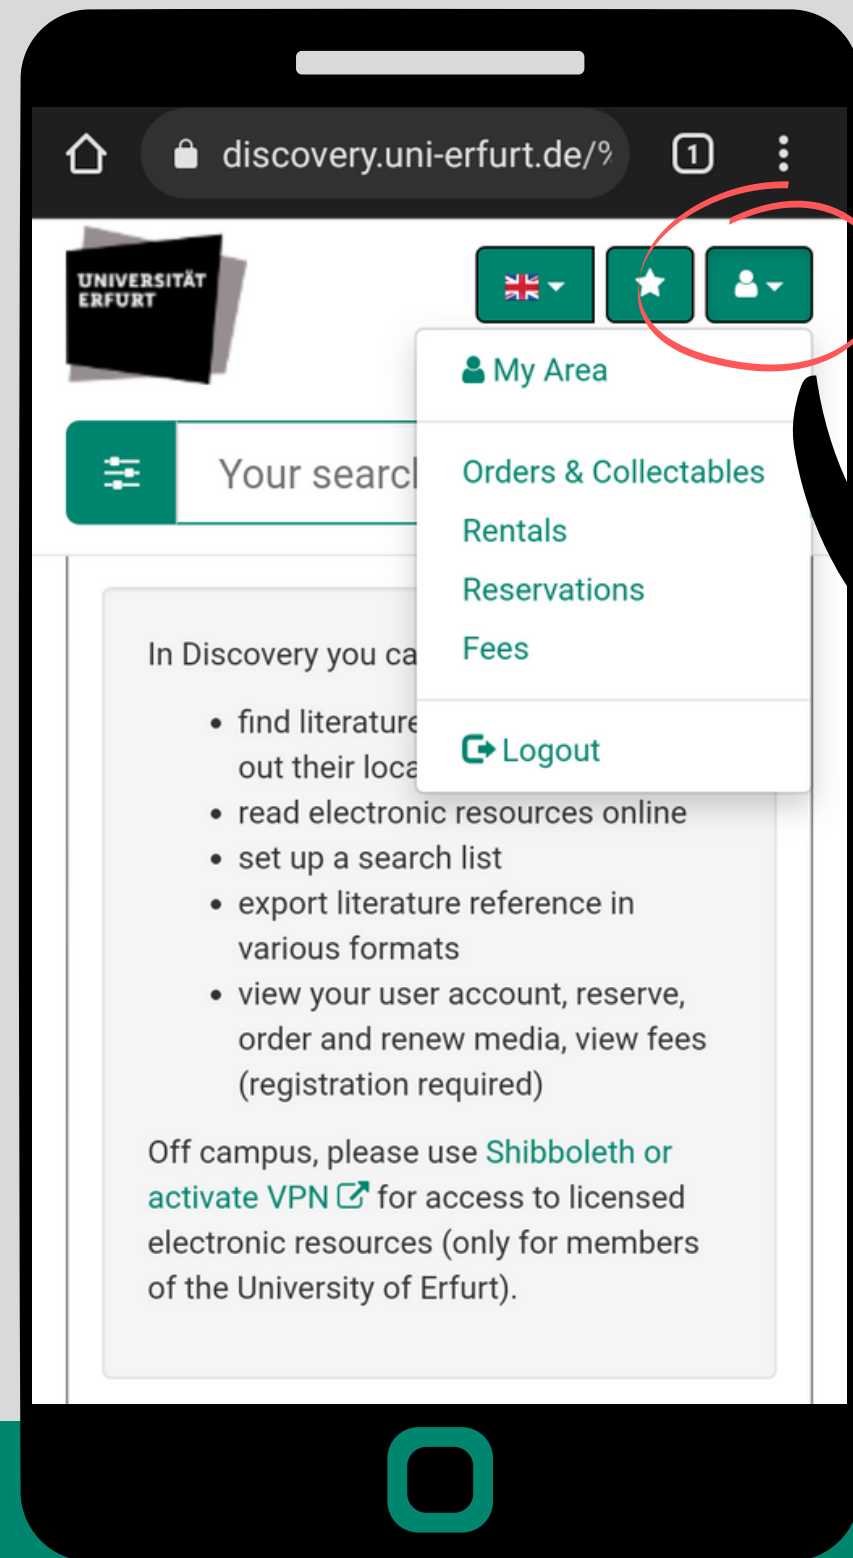 discovery.uni-erfurt.de/%
1
UNIVERSITÄT
ERFURT
My Area
Your search
Orders & Collectables
Rentals
Reservations
Fees
Logout
In Discovery you ca
find literature
out their loca
read electronic resources online
set up a search list
export literature reference in
various formats
view your user account, reserve,
order and renew media, view fees
(registration required)
Off campus, please use Shibboleth or
activate VPN for access to licensed
electronic resources (only for members
of the University of Erfurt).